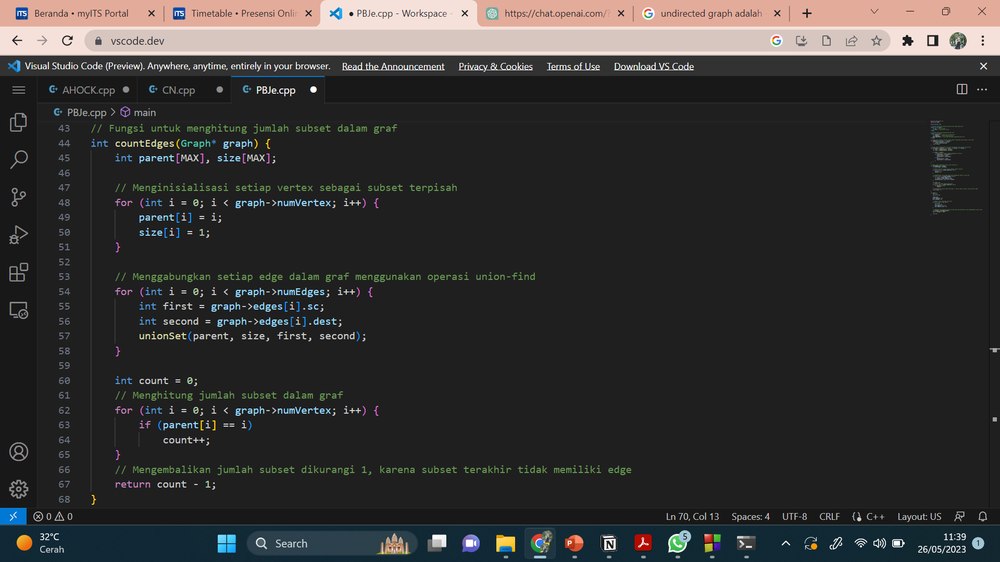 Beranda • myITS Portal
Timetable • Presensi Onlin
● PBJe.cpp - Workspace -
https://chat.openai.com/?
undirected graph adalah -
vscode.dev
Visual Studio Code (Preview). Anywhere, anytime, entirely in your browser. Read the Announcement Privacy & Cookies Terms of Use Download VS Code
AHOCK.cpp
CN.cpp
PBJe.cpp
PBJe.cpp > main
43 // Fungsi untuk menghitung jumlah subset dalam graf
44 int countEdges(Graph* graph) {
45 int parent[MAX], size[MAX];
46
47 // Menginisialisasi setiap vertex sebagai subset terpisah
48 for (int i = 0; i < graph->numVertex; i++) {
49 parent[i] = i;
50 size[i] = 1;
51 }
52
53 // Menggabungkan setiap edge dalam graf menggunakan operasi union-find
54 for (int i = 0; i < graph->numEdges; i++) {
55 int first = graph->edges[i].sc;
56 int second = graph->edges[i].dest;
57 unionSet(parent, size, first, second);
58 }
59
60 int count = 0;
61 // Menghitung jumlah subset dalam graf
62 for (int i = 0; i < graph->numVertex; i++) {
63 if (parent[i] == i)
64 count++;
65 }
66 // Mengembalikan jumlah subset dikurangi 1, karena subset terakhir tidak memiliki edge
67 return count - 1;
68 }
0 0
Ln 70, Col 13 Spaces: 4 UTF-8 CRLF C++ Layout: US
32°C
Cerah
Search
5
11:39
26/05/2023
1